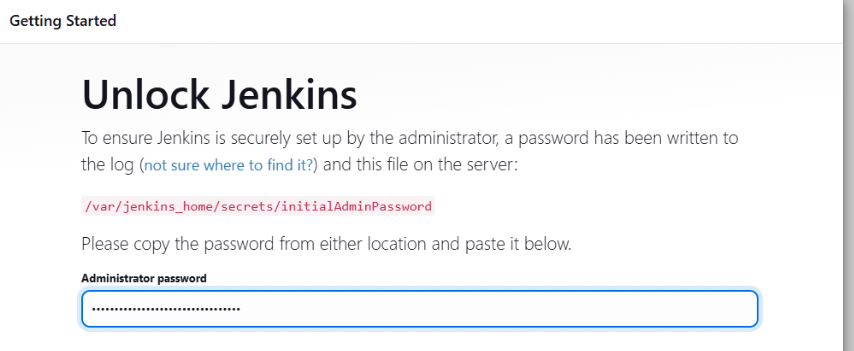 Getting Started
Unlock Jenkins
To ensure Jenkins is securely set up by the administrator, a password has been written to
the log (not sure where to find it?) and this file on the server:
/var/jenkins_home/secrets/initialAdminPassword
Please copy the password from either location and paste it below.
Administrator password
••••••••••••••••••••••••••••••••